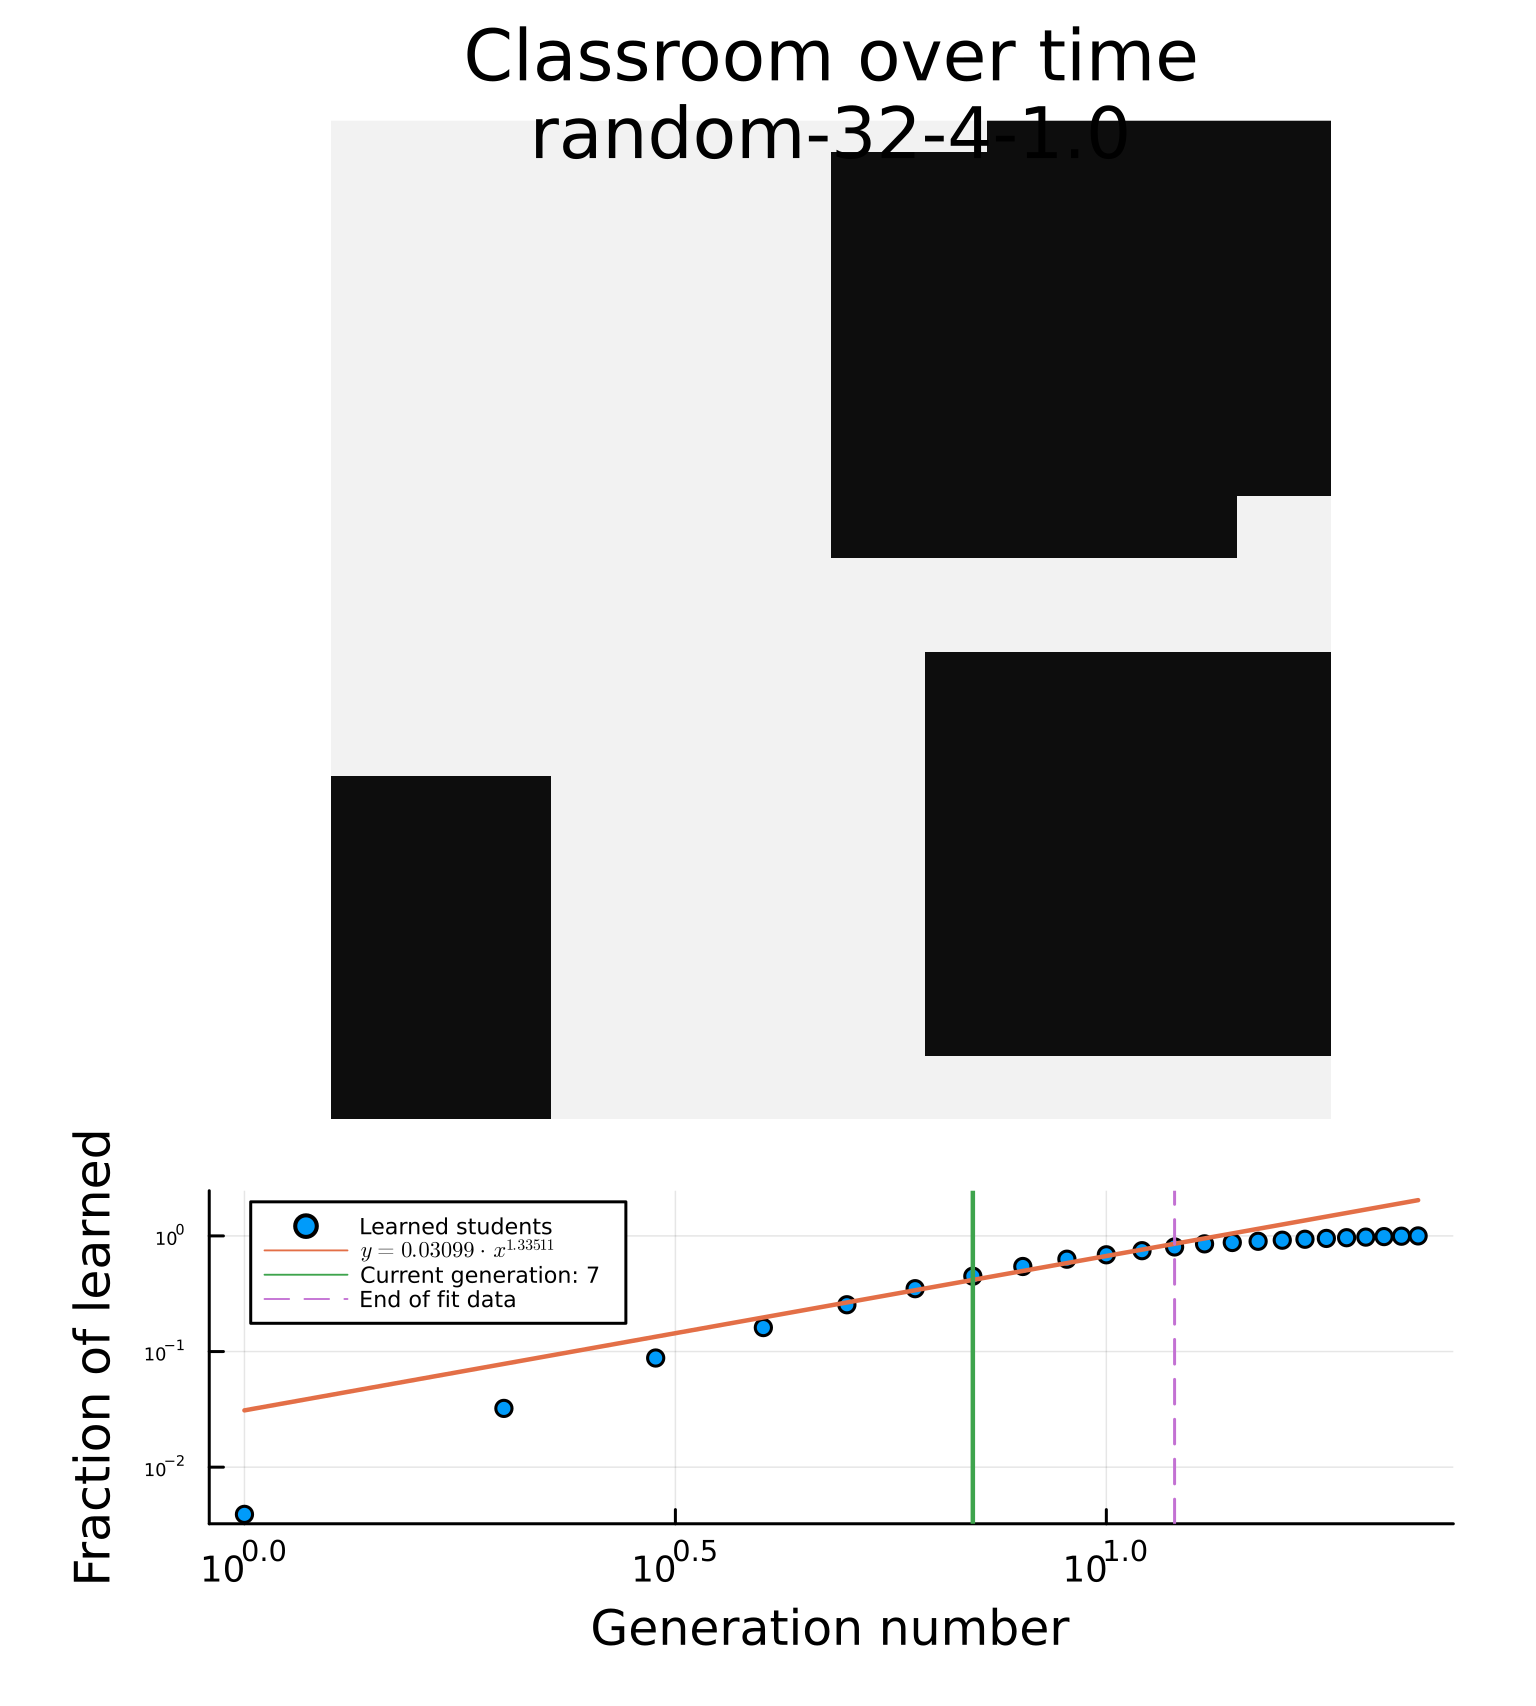 Classroom over time
random-32-4-1.0
Fraction of learned
Learned students
y = 0.03099 · x^1.33511
Current generation: 7
End of fit data
10^0
10^-1
10^-2
10^0.0
10^0.5
10^1.0
Generation number